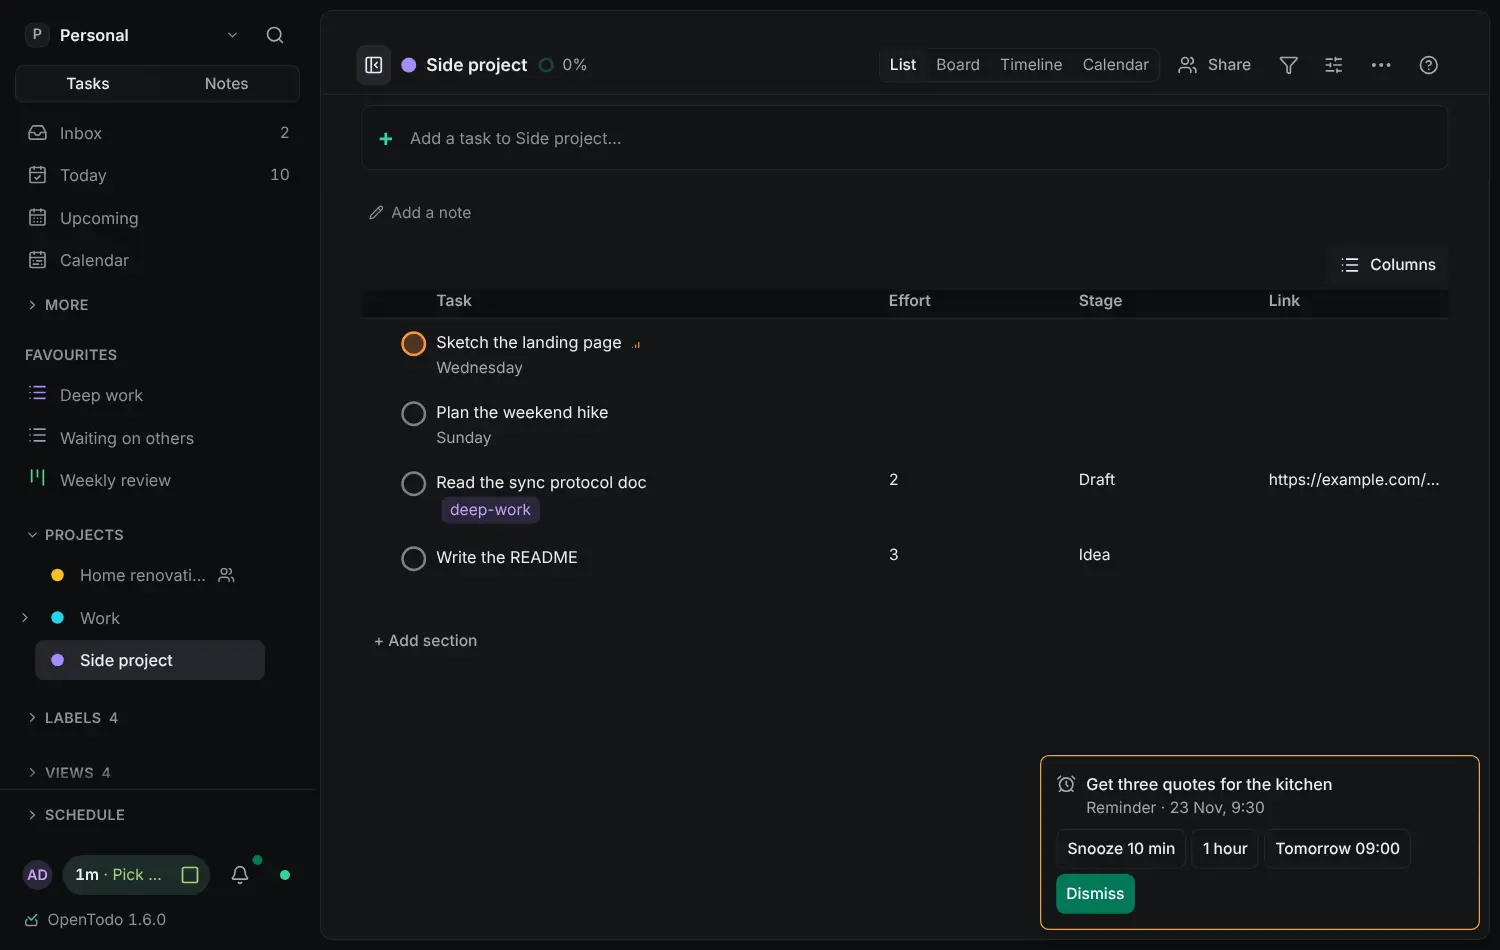 P Personal
Tasks Notes
Inbox 2
Today 10
Upcoming
Calendar
MORE
FAVOURITES
Deep work
Waiting on others
Weekly review
PROJECTS
Home renovati...
Work
Side project
LABELS 4
VIEWS 4
SCHEDULE
AD 1m · Pick ...
OpenTodo 1.6.0
Side project 0%
List Board Timeline Calendar Share
Add a task to Side project...
Add a note
Columns
Task Effort Stage Link
Sketch the landing page
Wednesday
Plan the weekend hike
Sunday
Read the sync protocol doc 2 Draft https://example.com/...
deep-work
Write the README 3 Idea
+ Add section
Get three quotes for the kitchen
Reminder · 23 Nov, 9:30
Snooze 10 min 1 hour Tomorrow 09:00
Dismiss